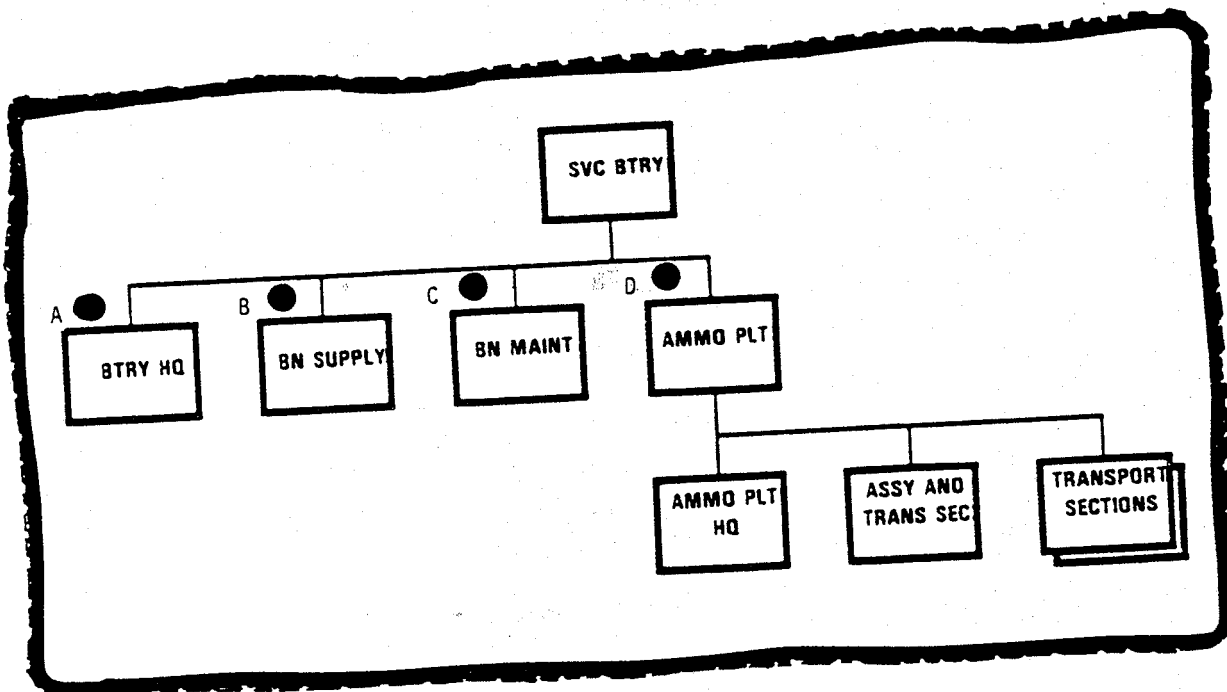 SVC BTRY
A
B
C
D
BTRY HQ
BN SUPPLY
BN MAINT
AMMO PLT
AMMO PLT
HQ
ASSY AND
TRANS SEC
TRANSPORT
SECTIONS